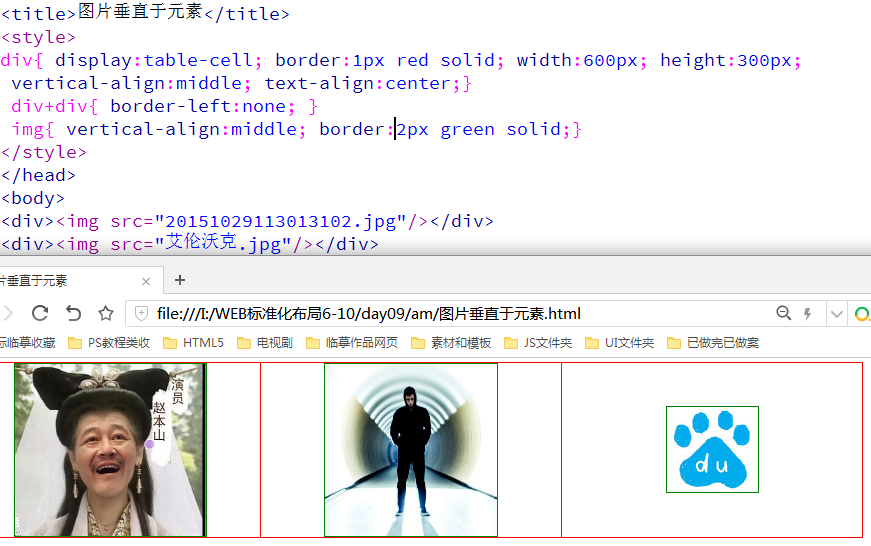 <title>图片垂直于元素</title>
<style>
div{ display:table-cell; border:1px red solid; width:600px; height:300px;
vertical-align:middle; text-align:center;}
div+div{ border-left:none; }
img{ vertical-align:middle; border:2px green solid;}
</style>
</head>
<body>
<div><img src="20151029113013102.jpg"/></div>
<div><img src="艾伦沃克.jpg"/></div>
片垂直于元素
file:///I:/WEB标准化布局6-10/day09/am/图片垂直于元素.html
标临摹收藏 PS教程类收 HTML5 电视剧 临摹作品网页 素材和模板 JS文件夹 UI文件夹 已做完已做案
演员
赵本山
du